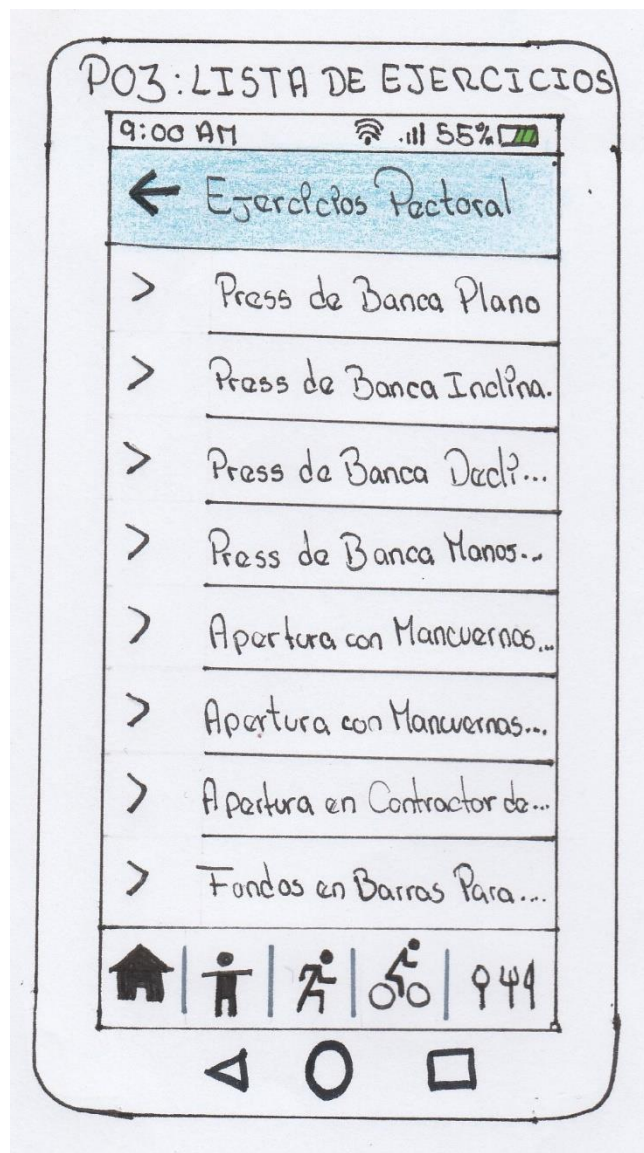 P03: LISTA DE EJERCICIOS
9:00 AM 55%
Ejercicios Pectoral
Press de Banca Plano
Press de Banca Inclina.
Press de Banca Decli...
Press de Banca Manos...
Apertura con Mancuernas...
Apertura con Mancuernas...
Apertura en Contractor de...
Fondos en Barras Para....